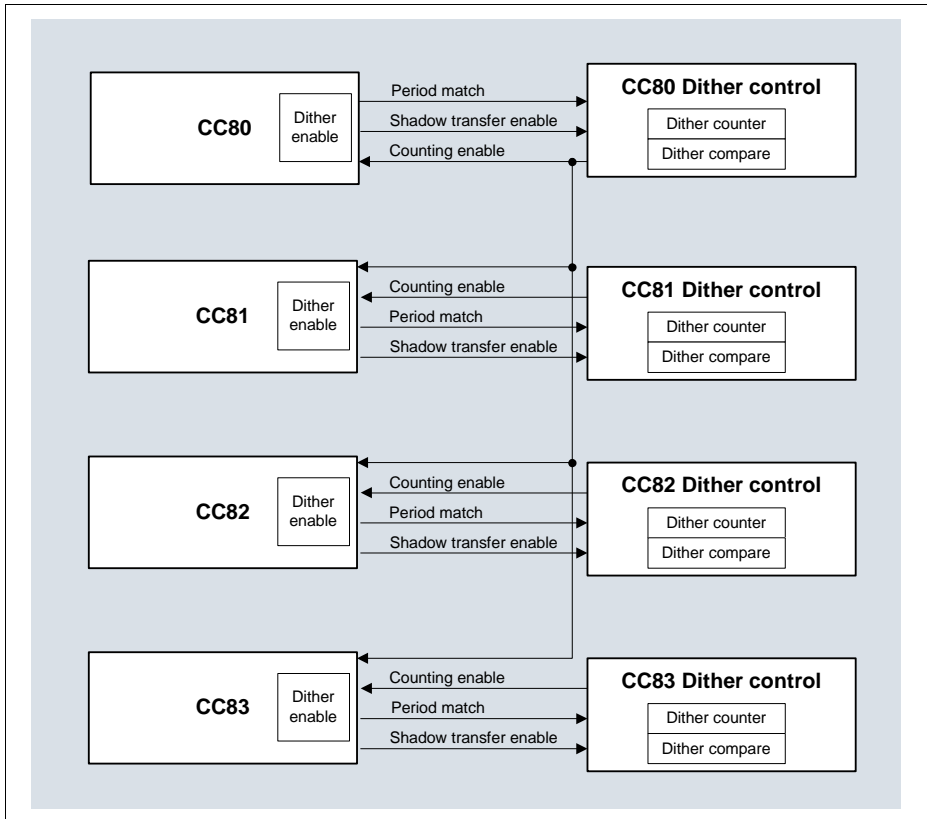 CC80
Dither
enable
Period match
Shadow transfer enable
Counting enable
CC80 Dither control
Dither counter
Dither compare
CC81
Dither
enable
Counting enable
Period match
Shadow transfer enable
CC81 Dither control
Dither counter
Dither compare
CC82
Dither
enable
Counting enable
Period match
Shadow transfer enable
CC82 Dither control
Dither counter
Dither compare
CC83
Dither
enable
Counting enable
Period match
Shadow transfer enable
CC83 Dither control
Dither counter
Dither compare